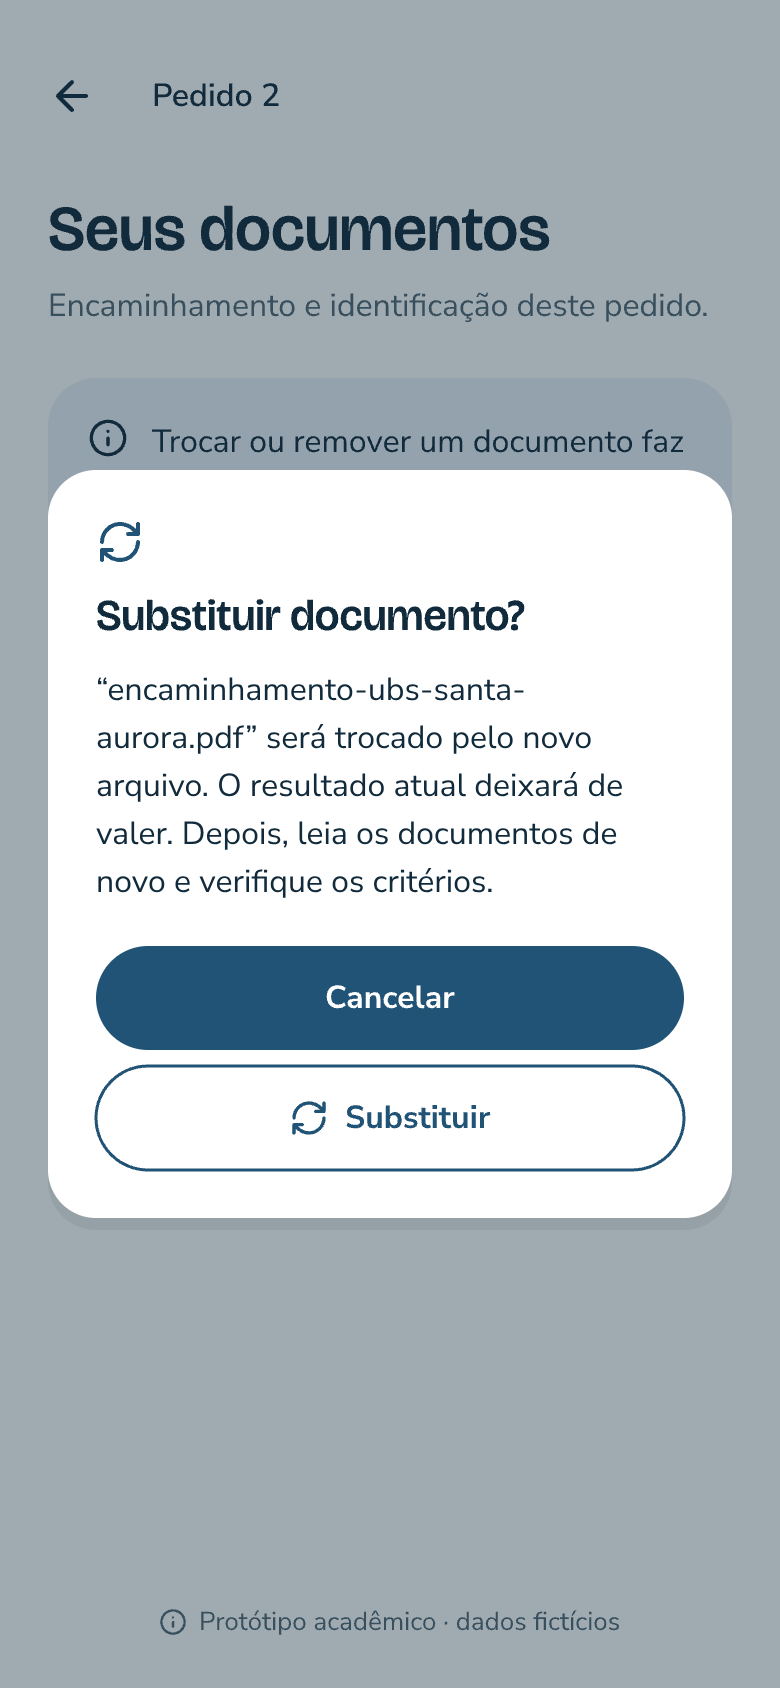 Pedido 2
Seus documentos
Encaminhamento e identificação deste pedido.
Trocar ou remover um documento faz
Substituir documento?
“encaminhamento-ubs-santa-
aurora.pdf” será trocado pelo novo
arquivo. O resultado atual deixará de
valer. Depois, leia os documentos de
novo e verifique os critérios.
Cancelar
Substituir
Protótipo acadêmico · dados fictícios